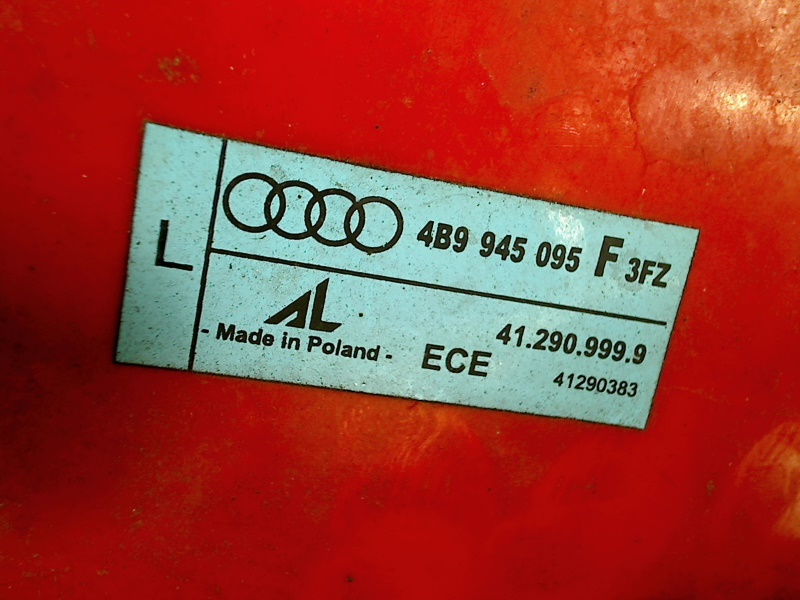 L
4B9 945 095 F 3FZ
AL
- Made in Poland -
ECE
41.290.999.9
41290383